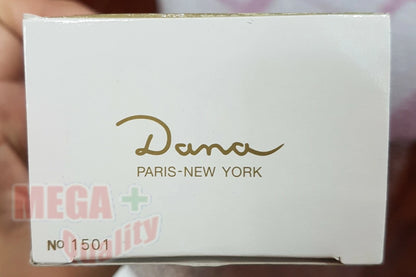 Dana
PARIS-NEW YORK
MEGA+
Quality
Nº 1501